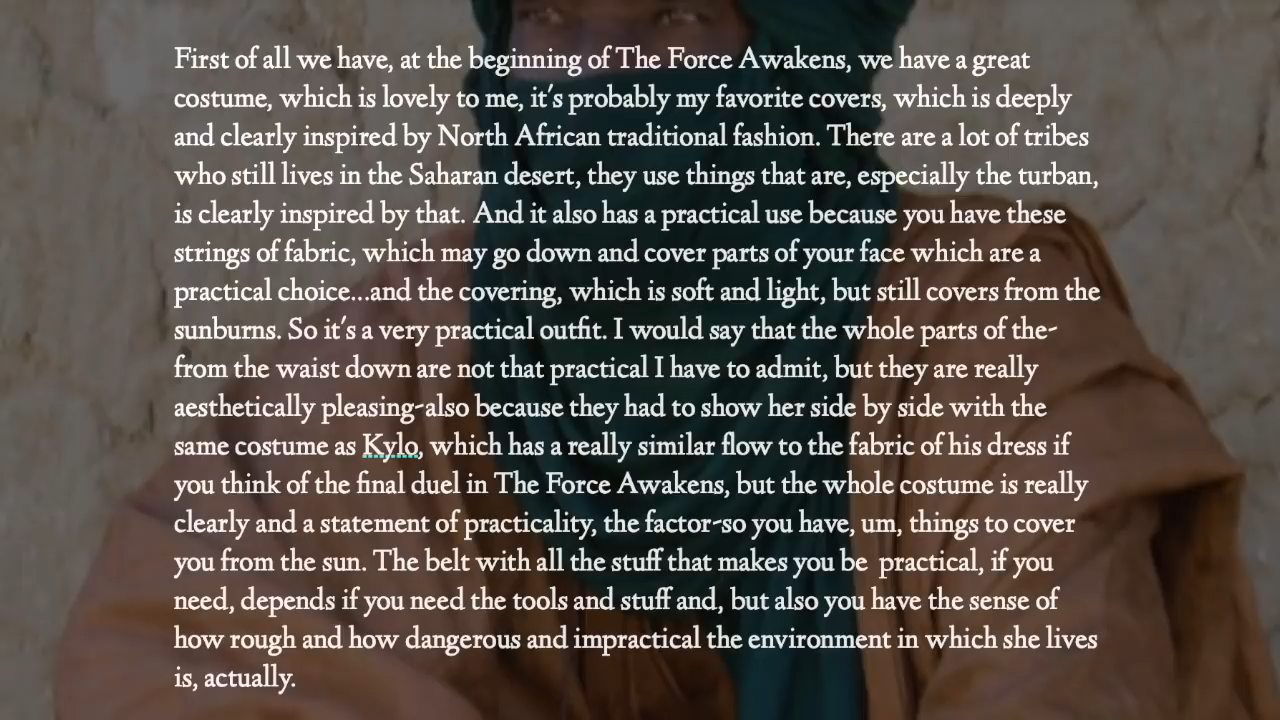 First of all we have, at the beginning of The Force Awakens, we have a great
costume, which is lovely to me, it's probably my favorite covers, which is deeply
and clearly inspired by North African traditional fashion. There are a lot of tribes
who still lives in the Saharan desert, they use things that are, especially the turban,
is clearly inspired by that. And it also has a practical use because you have these
strings of fabric, which may go down and cover parts of your face which are a
practical choice...and the covering, which is soft and light, but still covers from the
sunburns. So it's a very practical outfit. I would say that the whole parts of the-
from the waist down are not that practical I have to admit, but they are really
aesthetically pleasing-also because they had to show her side by side with the
same costume as Kylo, which has a really similar flow to the fabric of his dress if
you think of the final duel in The Force Awakens, but the whole costume is really
clearly and a statement of practicality, the factor-so you have, um, things to cover
you from the sun. The belt with all the stuff that makes you be  practical, if you
need, depends if you need the tools and stuff and, but also you have the sense of
how rough and how dangerous and impractical the environment in which she lives
is, actually.